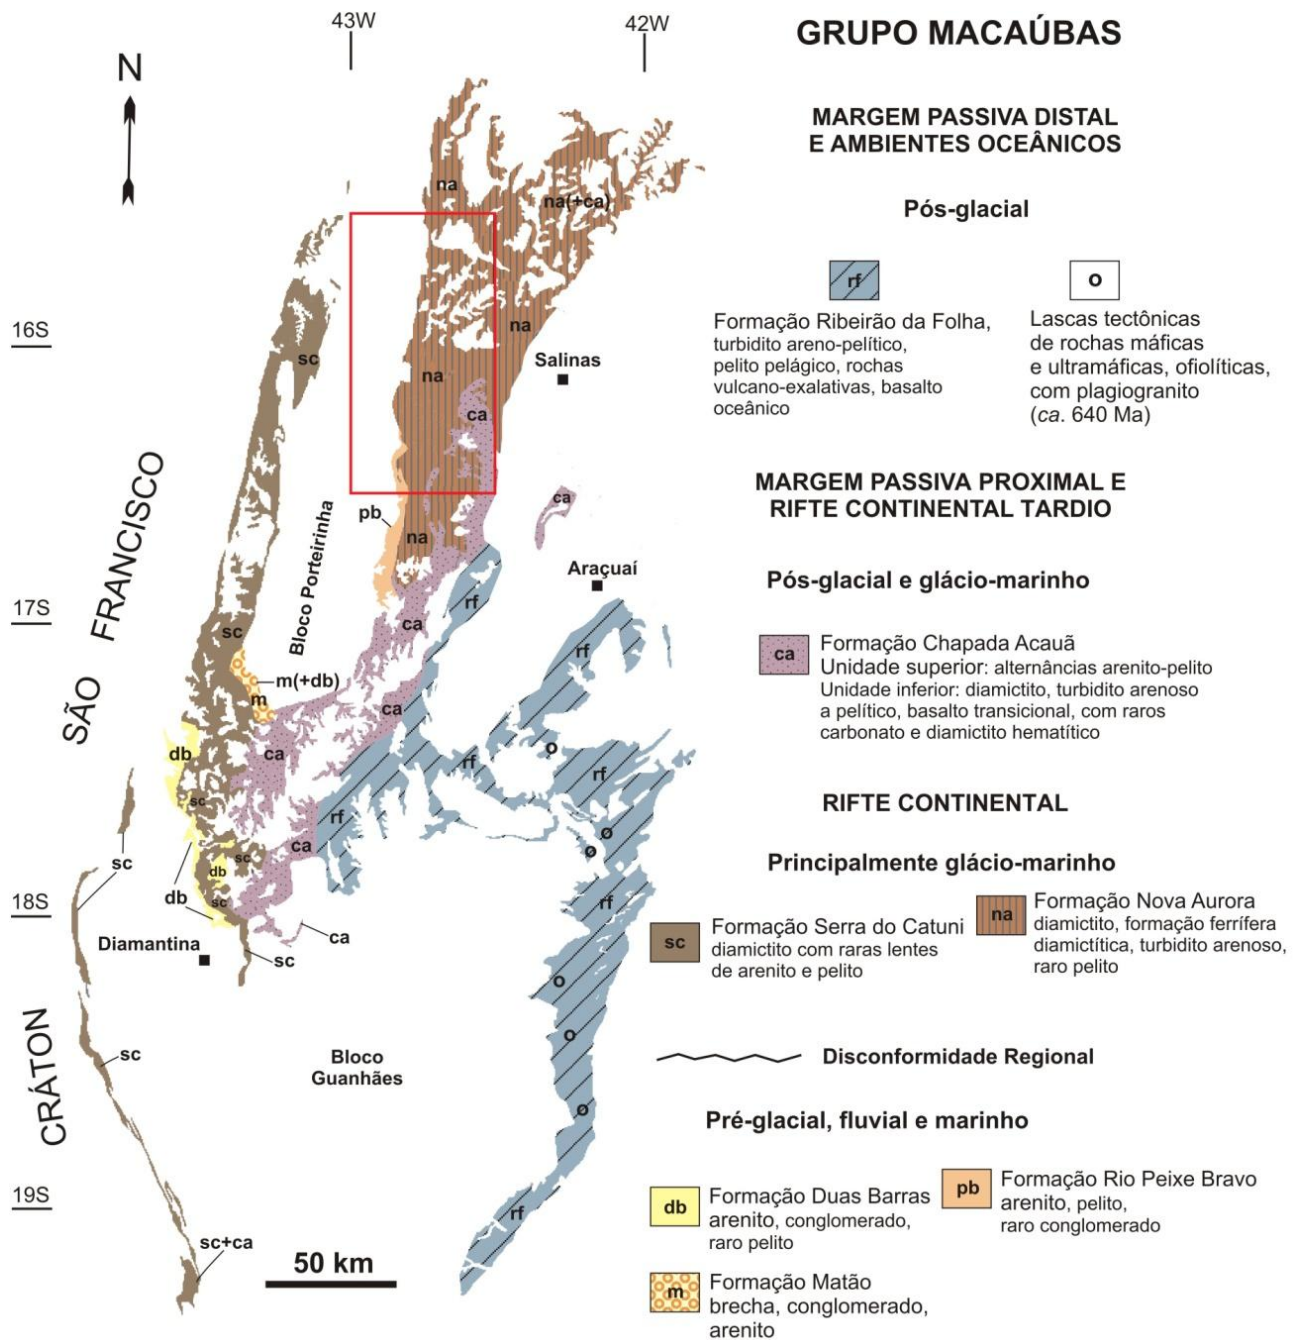 43W
42W
N
16S
17S
18S
19S
na
na(+ca)
sc
na
Salinas
na
ca
ca
pb
na
Bloco Porteirinha
Araçuaí
rf
sc
ca
rf
m(+db)
m
ca
db
ca
o
rf
rf
sc
rf
o
sc
ca
o
sc
db
sc
db
rf
ca
Diamantina
sc
o
sc
o
Bloco
Guanhães
o
rf
sc+ca
50 km
SÃO FRANCISCO
CRÁTON
GRUPO MACAÚBAS
MARGEM PASSIVA DISTAL
E AMBIENTES OCEÂNICOS
Pós-glacial
rf
Formação Ribeirão da Folha,
turbidito areno-pelítico,
pelito pelágico, rochas
vulcano-exalativas, basalto
oceânico
o
Lascas tectônicas
de rochas máficas
e ultramáficas, ofiolíticas,
com plagiogranito
(ca. 640 Ma)
MARGEM PASSIVA PROXIMAL E
RIFTE CONTINENTAL TARDIO
Pós-glacial e glácio-marinho
ca
Formação Chapada Acauã
Unidade superior: alternâncias arenito-pelito
Unidade inferior: diamictito, turbidito arenoso
a pelítico, basalto transicional, com raros
carbonato e diamictito hematítico
RIFTE CONTINENTAL
Principalmente glácio-marinho
sc
Formação Serra do Catuni
diamictito com raras lentes
de arenito e pelito
na
Formação Nova Aurora
diamictito, formação ferrífera
diamictítica, turbidito arenoso,
raro pelito
Disconformidade Regional
Pré-glacial, fluvial e marinho
db
Formação Duas Barras
arenito, conglomerado,
raro pelito
pb
Formação Rio Peixe Bravo
arenito, pelito,
raro conglomerado
m
Formação Matão
brecha, conglomerado,
arenito